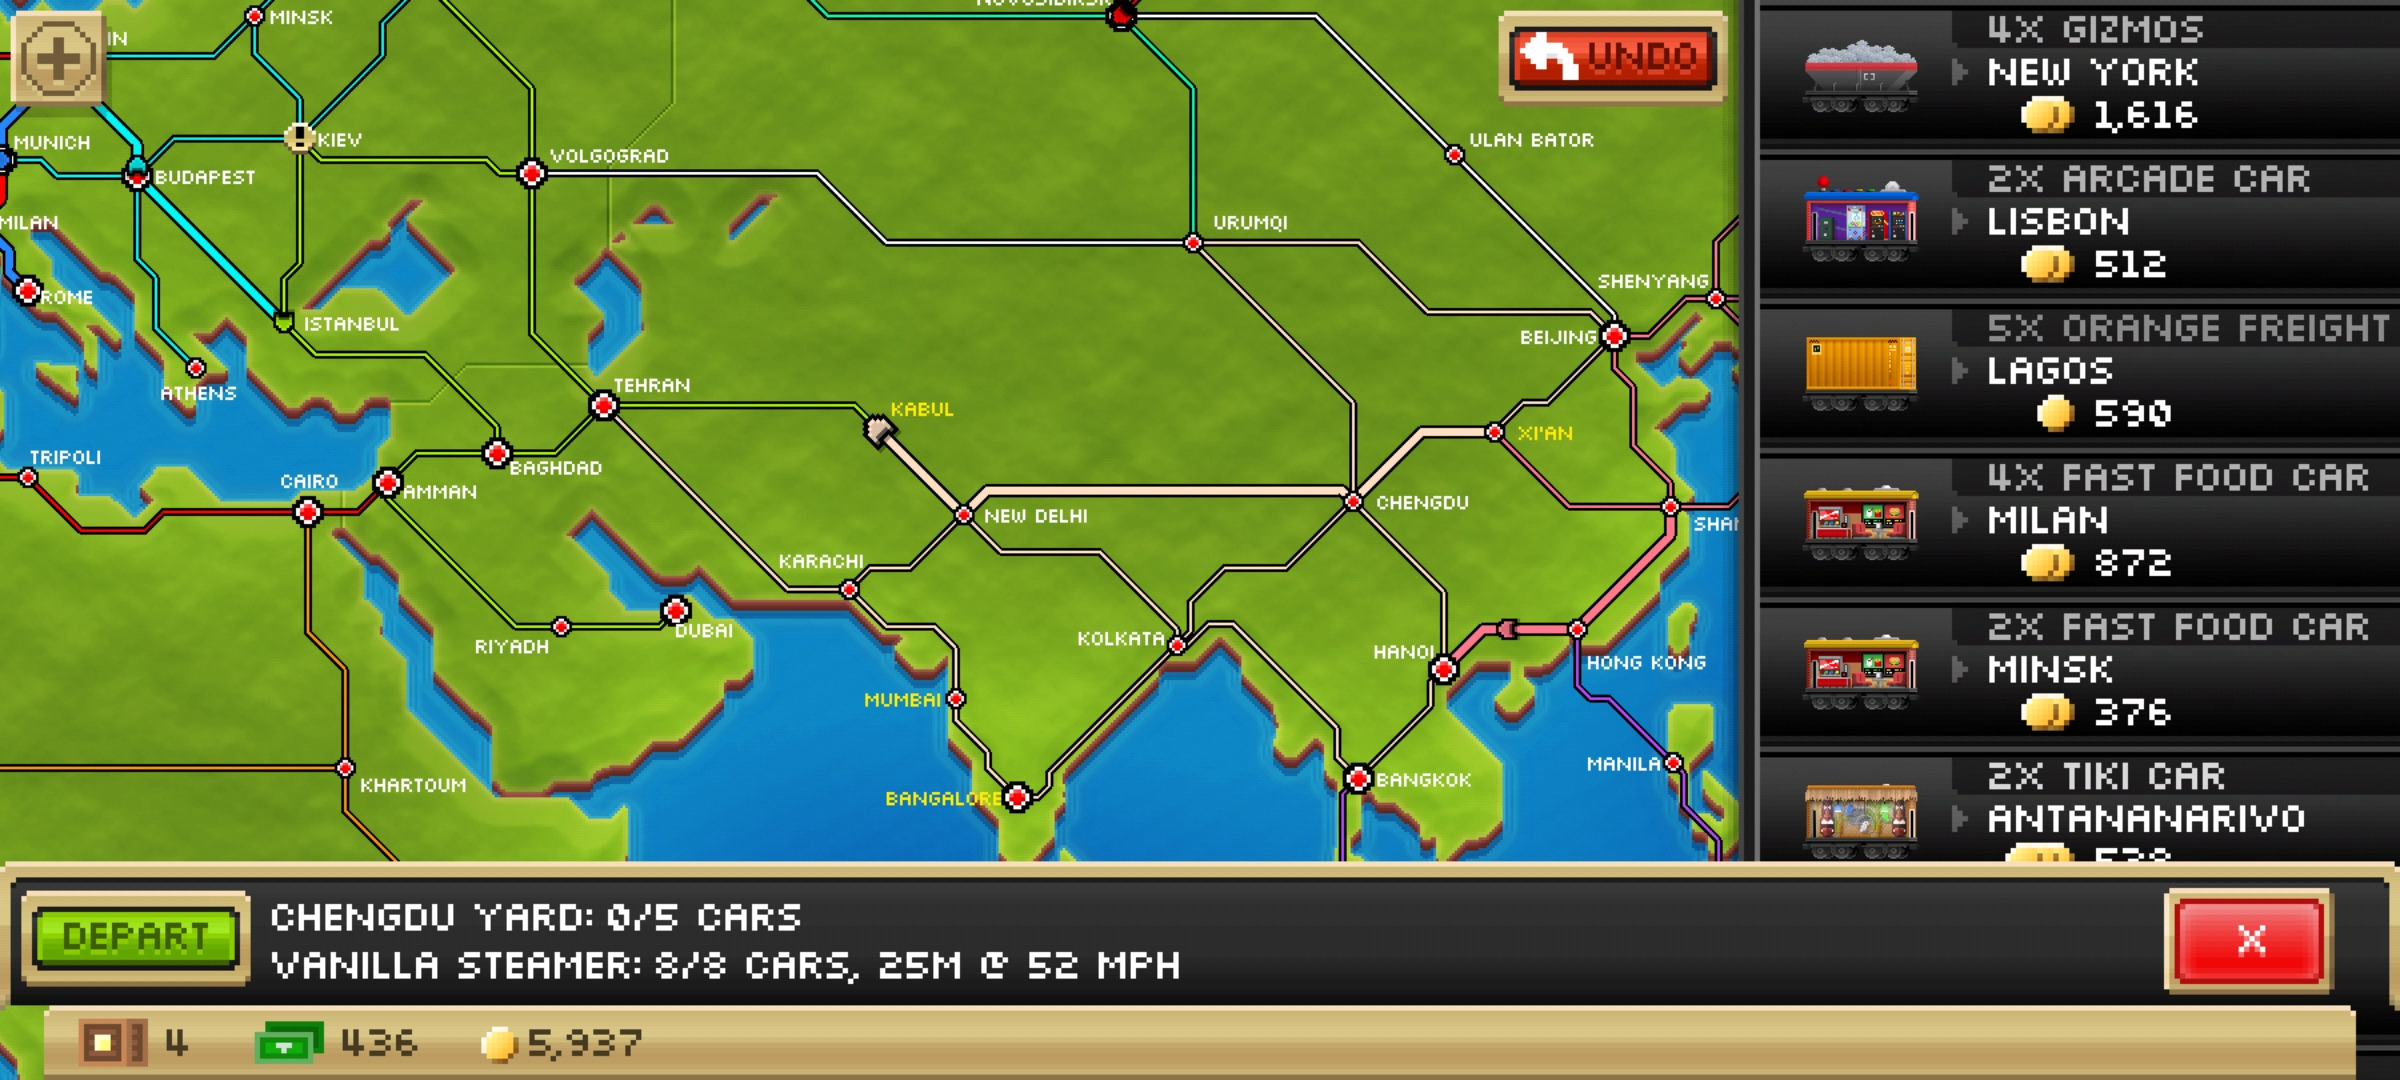 MINSK
UNDO
KIEV
VOLGOGRAD
ULAN BATOR
MUNICH
BUDAPEST
MILAN
URUMQI
SHENYANG
ROME
ISTANBUL
BEIJING
ATHENS
TEHRAN
KABUL
XI'AN
TRIPOLI
BAGHDAD
CAIRO
AMMAN
NEW DELHI
CHENGDU
KARACHI
RIYADH
DUBAI
KOLKATA
HANOI
HONG KONG
MUMBAI
MANILA
KHARTOUM
BANGKOK
BANGALORE
4X GIZMOS
NEW YORK
1,616
2X ARCADE CAR
LISBON
512
5X ORANGE FREIGHT
LAGOS
590
4X FAST FOOD CAR
MILAN
872
2X FAST FOOD CAR
MINSK
376
2X TIKI CAR
ANTANANARIVO
DEPART
CHENGDU YARD: 0/5 CARS
VANILLA STEAMER: 8/8 CARS, 25M @ 52 MPH
X
4
436
5,937